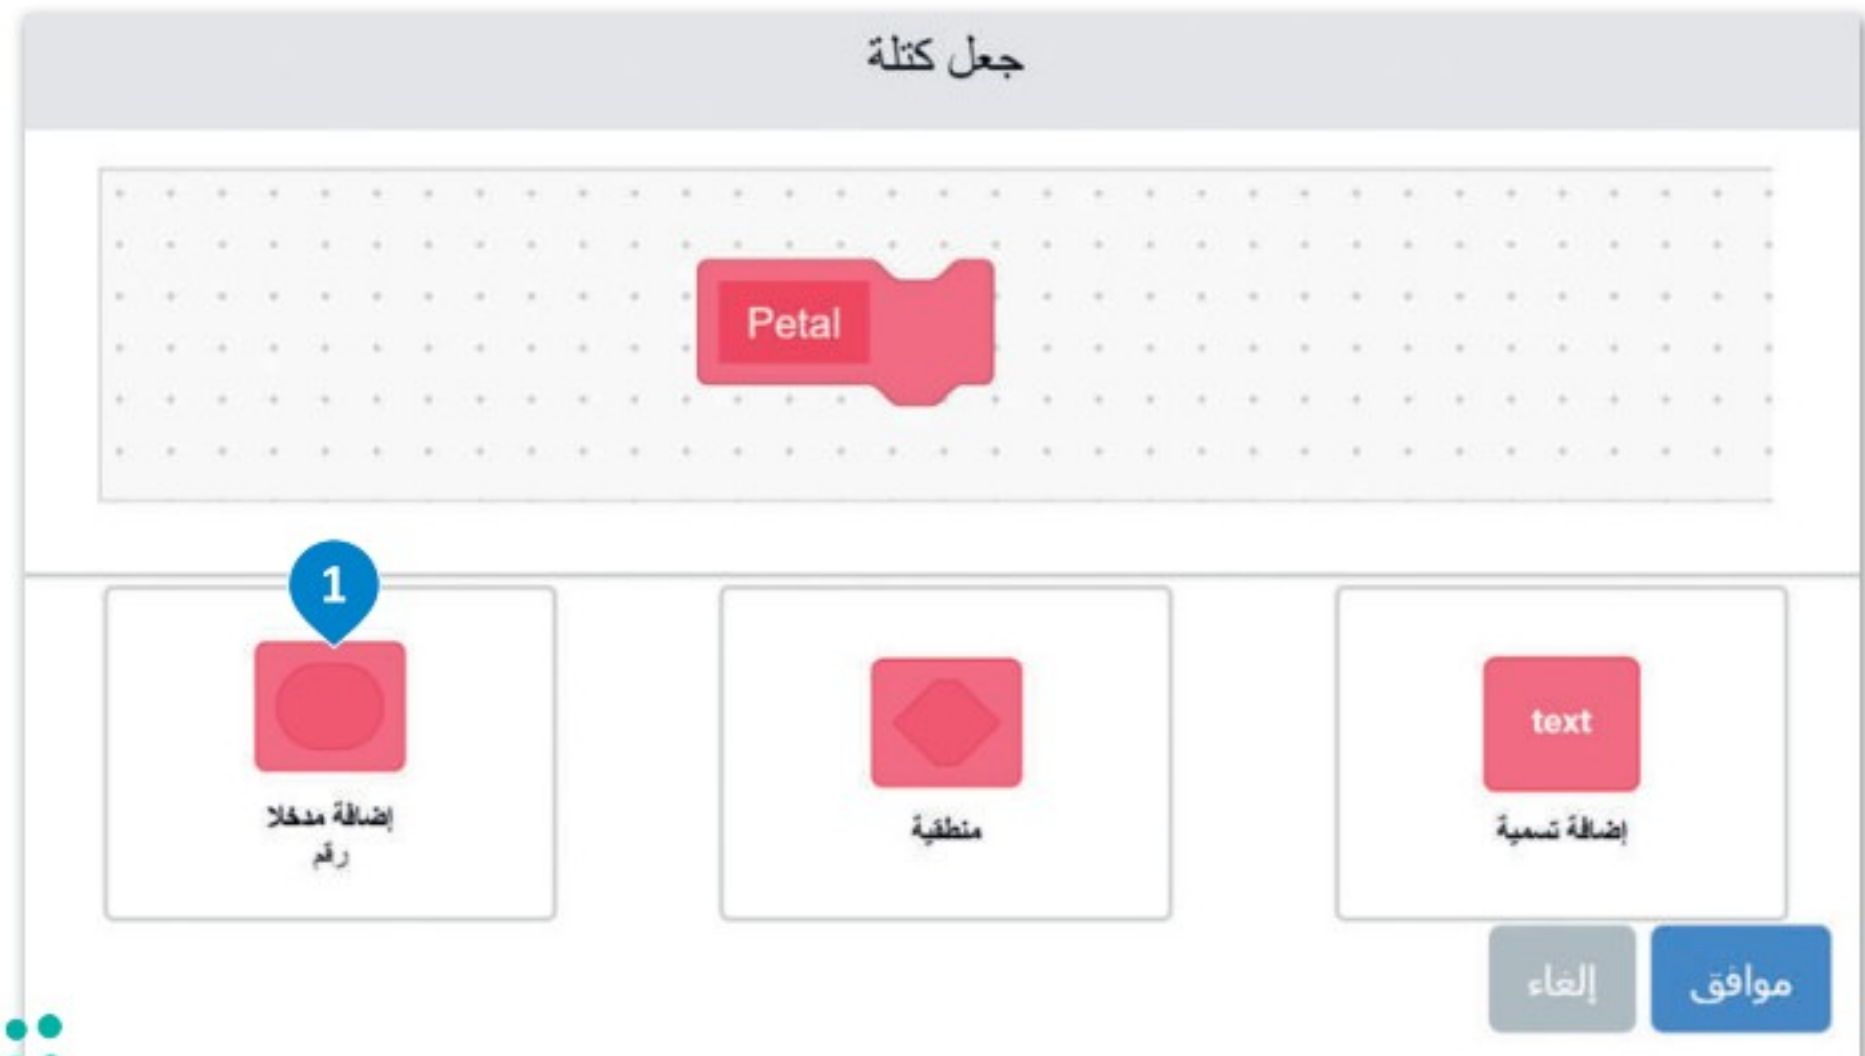 جعل كتلة
Petal
1
text
إضافة تسمية
منطقية
إضافة مدخلا
رقم
موافق
إلغاء